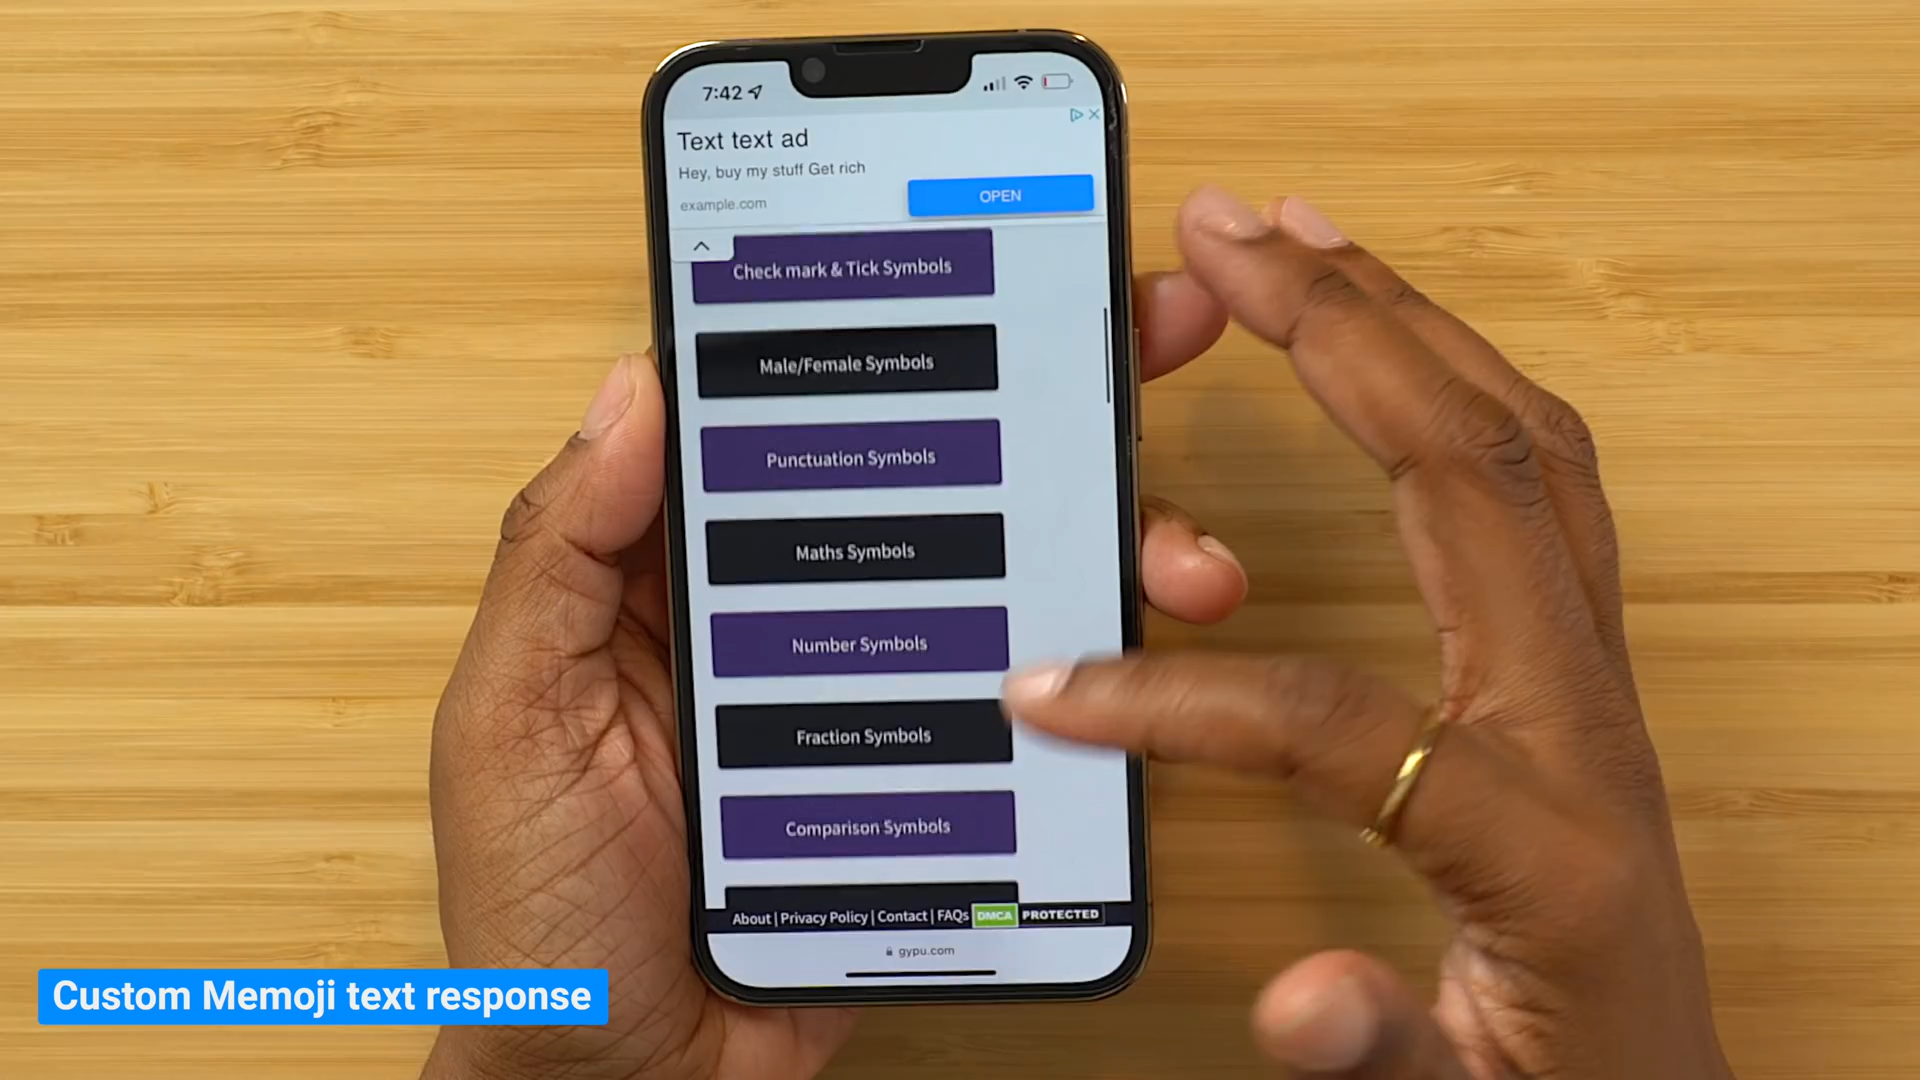 7:42
Text text ad
Hey, buy my stuff Get rich
example.com
OPEN
Check mark & Tick Symbols
Male/Female Symbols
Punctuation Symbols
Maths Symbols
Number Symbols
Fraction Symbols
Comparison Symbols
About | Privacy Policy | Contact | FAQs DMCA PROTECTED
gypu.com
Custom Memoji text response